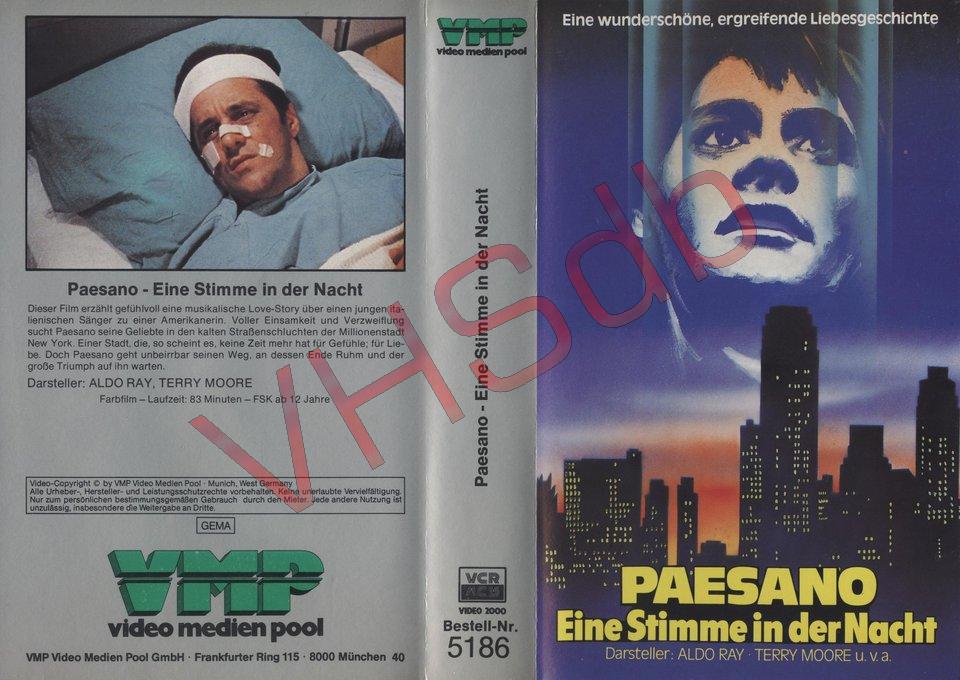 Paesano - Eine Stimme in der Nacht
Dieser Film erzählt gefühlvoll eine musikalische Love-Story über einen jungen ita-
lienischen Sänger zu einer Amerikanerin. Voller Einsamkeit und Verzweiflung
sucht Paesano seine Geliebte in den kalten Straßenschluchten der Millionenstadt
New York. Einer Stadt, die, so scheint es, keine Zeit mehr hat für Gefühle; für Lie-
be. Doch Paesano geht unbeirrbar seinen Weg, an dessen Ende Ruhm und der
große Triumph auf ihn warten.
Darsteller: ALDO RAY, TERRY MOORE
Farbfilm – Laufzeit: 83 Minuten – FSK ab 12 Jahre
Video-Copyright © by VMP Video Medien Pool · Munich, West Germany
Alle Urheber-, Hersteller- und Leistungsschutzrechte vorbehalten. Keine unerlaubte Vervielfältigung.
Nur zum persönlichen bestimmungsgemäßen Gebrauch durch den Mieter. Jede andere Nutzung ist
unzulässig, insbesondere die Weitergabe an Dritte.
GEMA
VMP
video medien pool
VMP Video Medien Pool GmbH · Frankfurter Ring 115 · 8000 München 40
VMP
video medien pool
Paesano - Eine Stimme in der Nacht
VCR
VIDEO 2000
Bestell-Nr.
5186
Eine wunderschöne, ergreifende Liebesgeschichte
PAESANO
Eine Stimme in der Nacht
Darsteller: ALDO RAY · TERRY MOORE u. v. a.
VHSdb